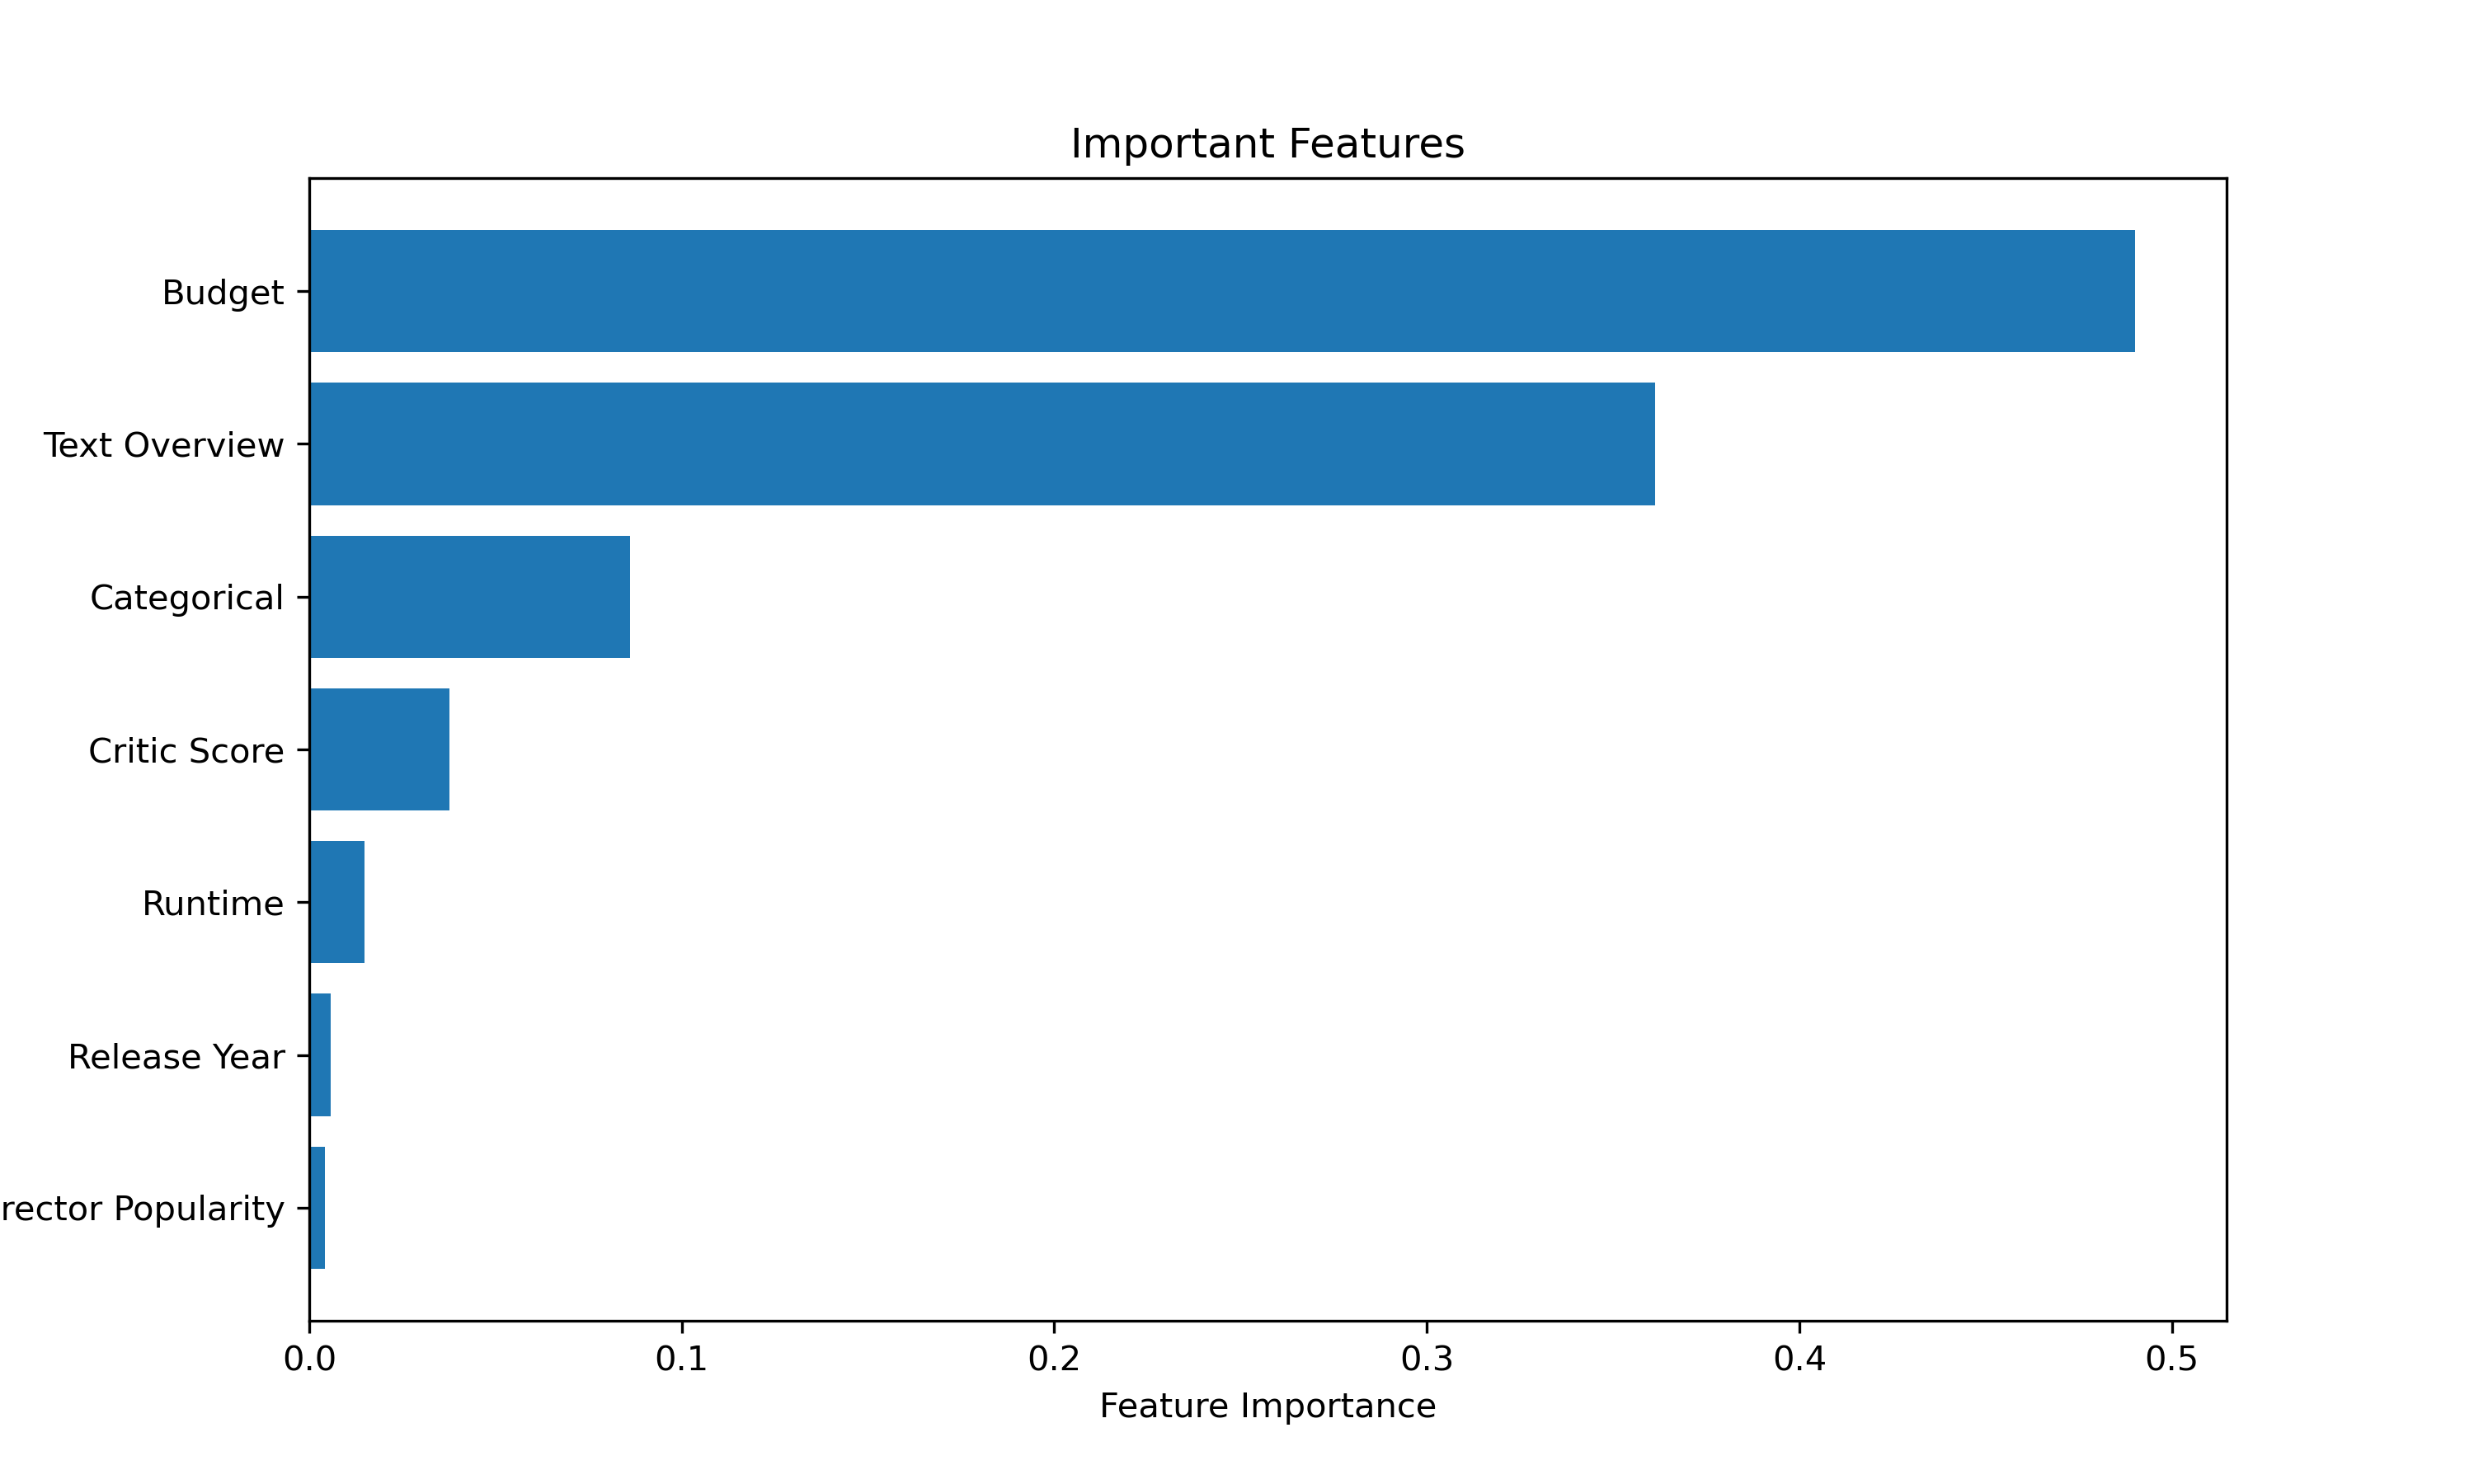 Important Features
Budget
Text Overview
Categorical
Critic Score
Runtime
Release Year
rector Popularity
0.0 0.1 0.2 0.3 0.4 0.5
Feature Importance